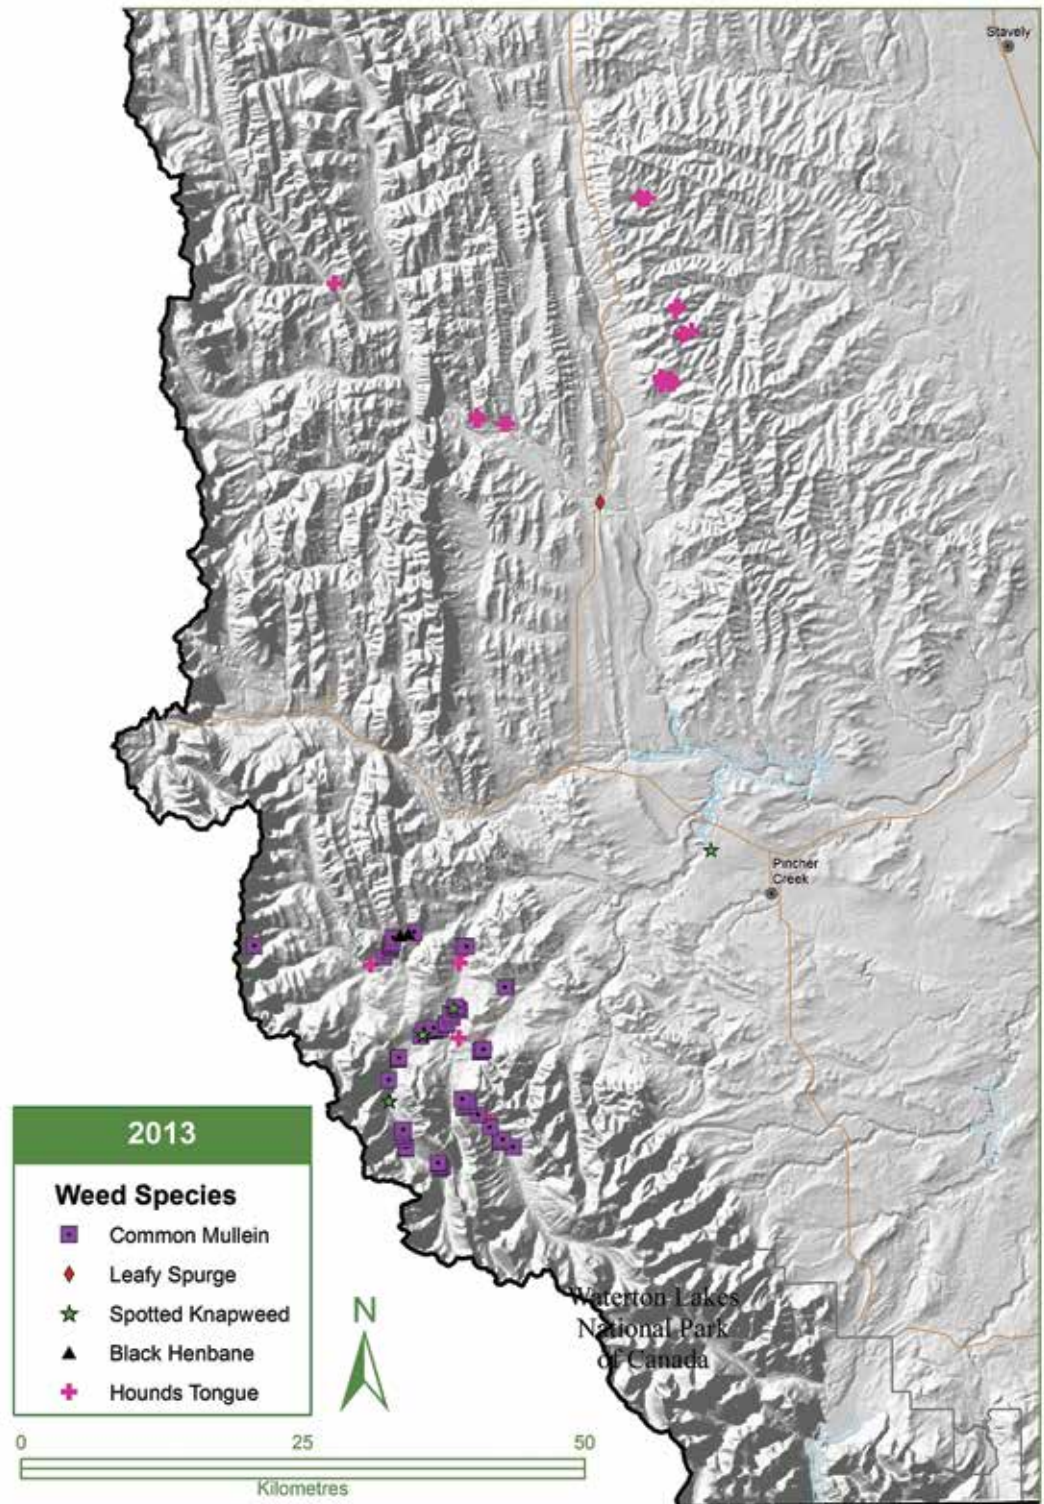 Stavely
Pincher
Creek
2013
Weed Species
Common Mullein
Leafy Spurge
Spotted Knapweed
Black Henbane
Hounds Tongue
N
Waterton Lakes
National Park
of Canada
0 25 50
Kilometres